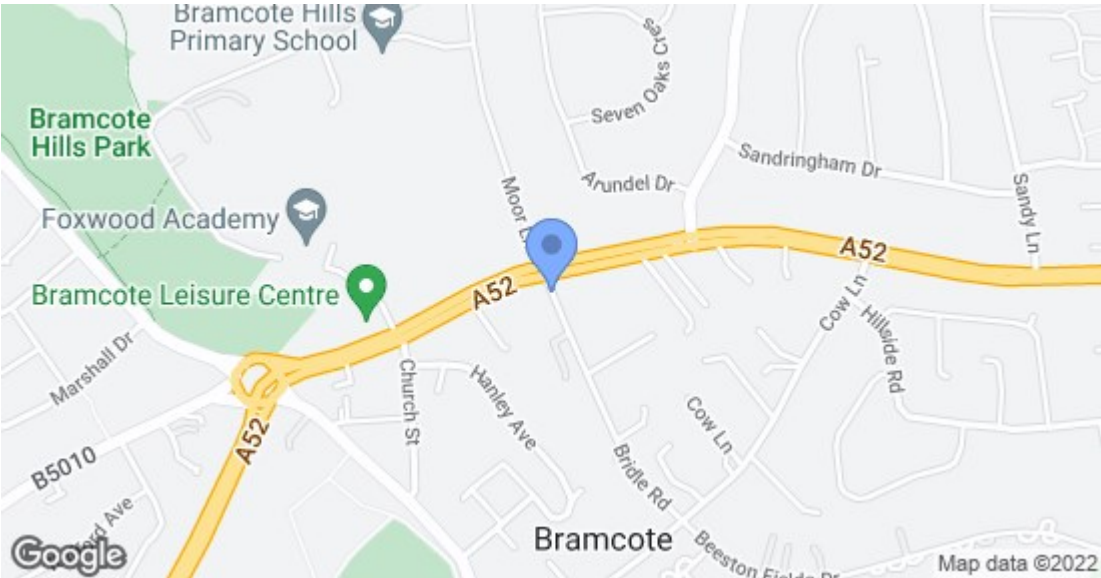 Bramcote Hills
Primary School
Seven Oaks Cres
Bramcote
Hills Park
Sandringham Dr
Arundel Dr
Moor L
Sandy Ln
Foxwood Academy
A52
Bramcote Leisure Centre
A52
Cow Ln
Hillside Rd
Marshall Dr
Church St
Hanley Ave
Cow Ln
A52
B5010
Bridle Rd
Ave
Bramcote
Beeston Fields Dr
Google
Map data ©2022